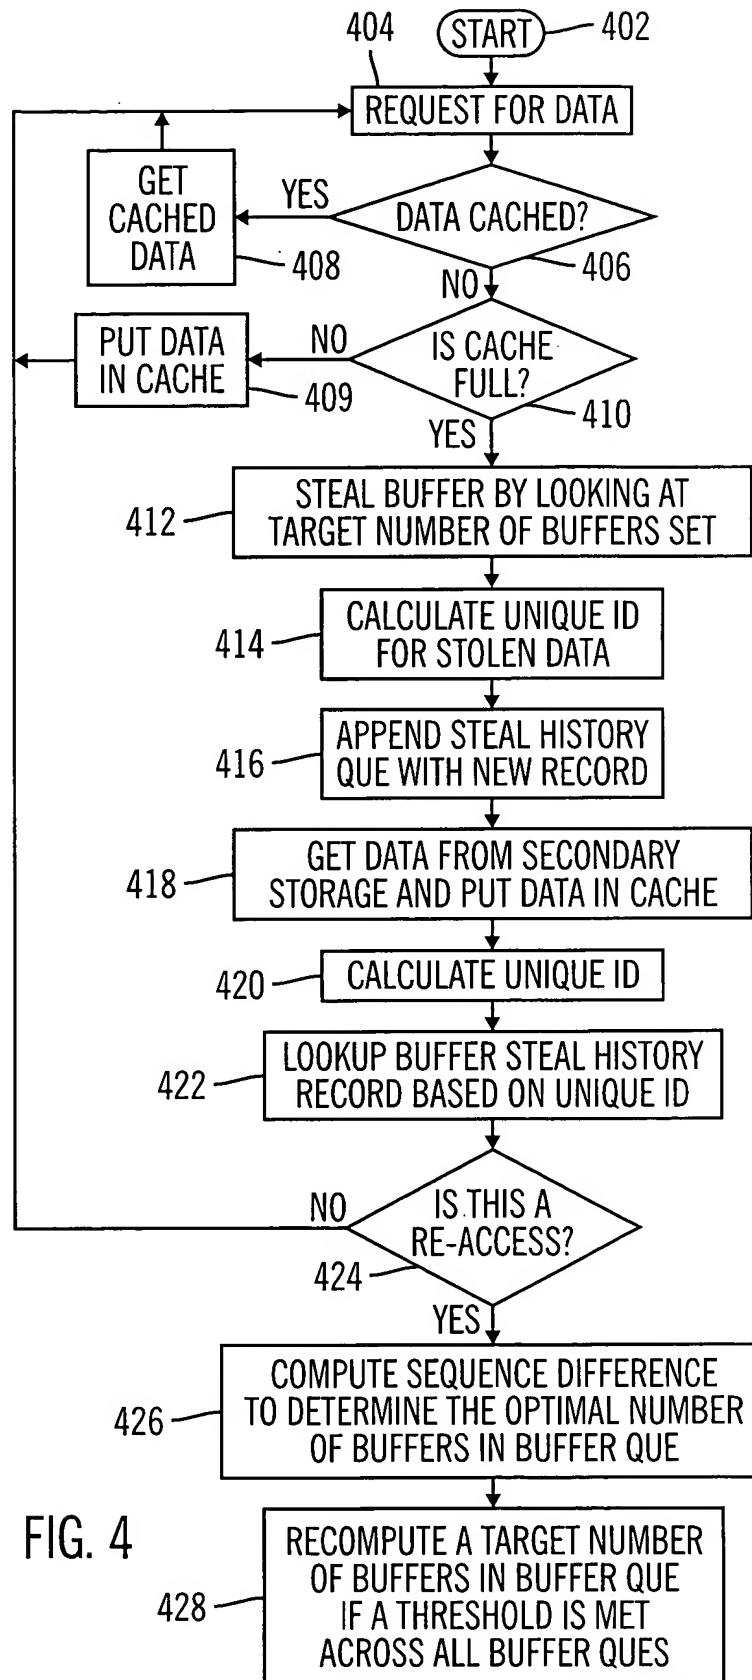 404
START
402
REQUEST FOR DATA
GET
CACHED
DATA
YES
DATA CACHED?
408
406
NO
PUT DATA
IN CACHE
NO
IS CACHE
FULL?
409
410
YES
412
STEAL BUFFER BY LOOKING AT
TARGET NUMBER OF BUFFERS SET
414
CALCULATE UNIQUE ID
FOR STOLEN DATA
416
APPEND STEAL HISTORY
QUE WITH NEW RECORD
418
GET DATA FROM SECONDARY
STORAGE AND PUT DATA IN CACHE
420
CALCULATE UNIQUE ID
422
LOOKUP BUFFER STEAL HISTORY
RECORD BASED ON UNIQUE ID
NO
IS THIS A
RE-ACCESS?
424
YES
426
COMPUTE SEQUENCE DIFFERENCE
TO DETERMINE THE OPTIMAL NUMBER
OF BUFFERS IN BUFFER QUE
FIG. 4
428
RECOMPUTE A TARGET NUMBER
OF BUFFERS IN BUFFER QUE
IF A THRESHOLD IS MET
ACROSS ALL BUFFER QUES